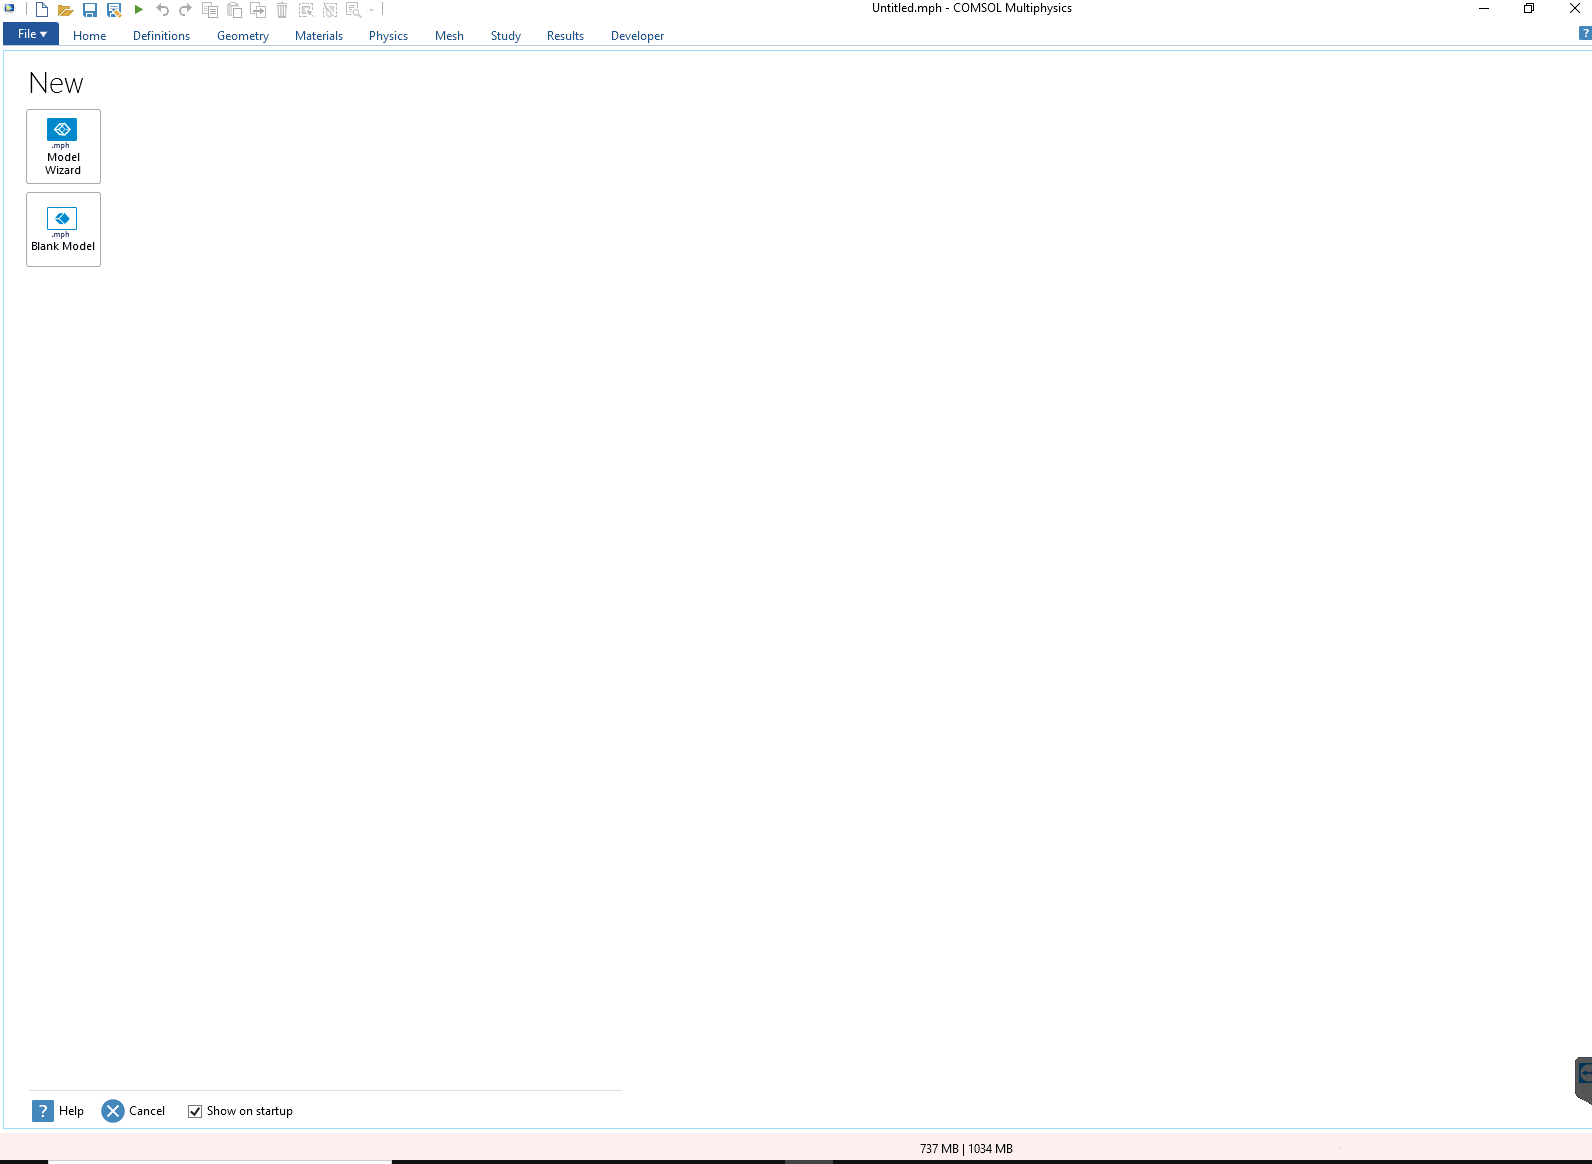 Untitled.mph - COMSOL Multiphysics
File Home Definitions Geometry Materials Physics Mesh Study Results Developer
?
New
.mph
Model
Wizard
.mph
Blank Model
? Help Cancel Show on startup
737 MB | 1034 MB